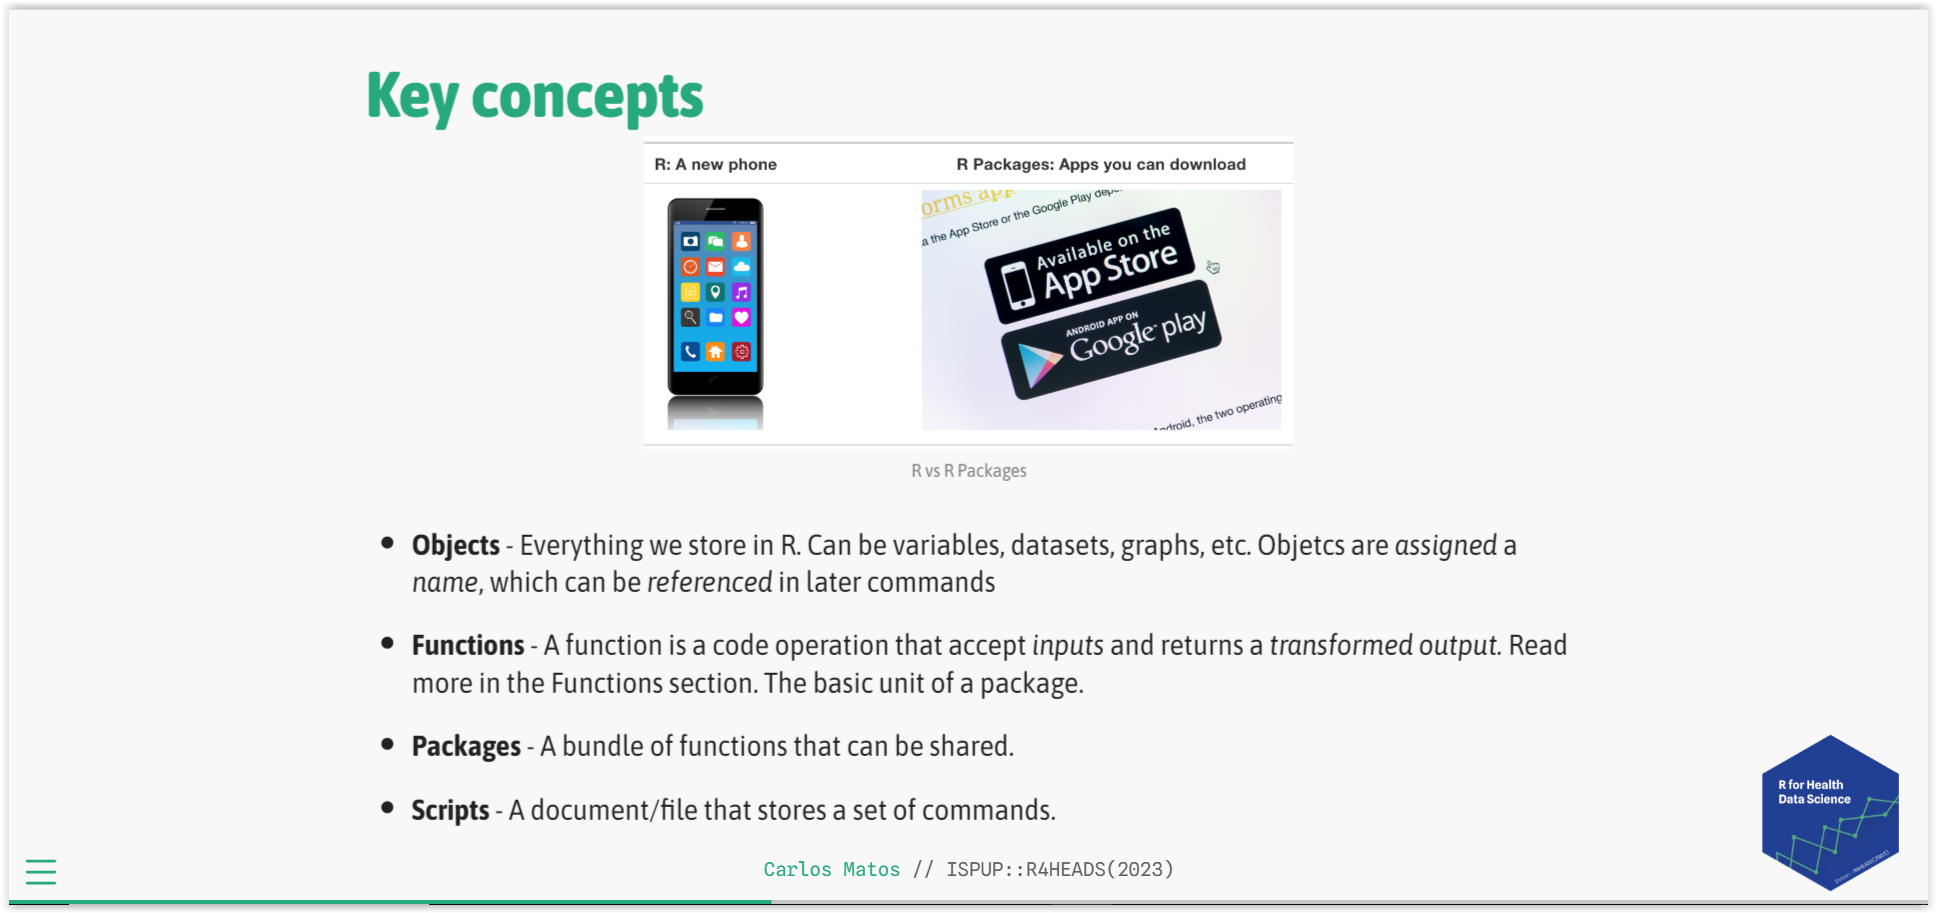 Key concepts
R: A new phone
R Packages: Apps you can download
orms app
a the App Store or the Google Play depe
Available on the
App Store
ANDROID APP ON
Google play
android, the two operating
R vs R Packages
Objects - Everything we store in R. Can be variables, datasets, graphs, etc. Objetcs are assigned a
name, which can be referenced in later commands
Functions - A function is a code operation that accept inputs and returns a transformed output. Read
more in the Functions section. The basic unit of a package.
Packages - A bundle of functions that can be shared.
Scripts - A document/file that stores a set of commands.
R for Health
Data Science
Carlos Matos // ISPUP::R4HEADS(2023)